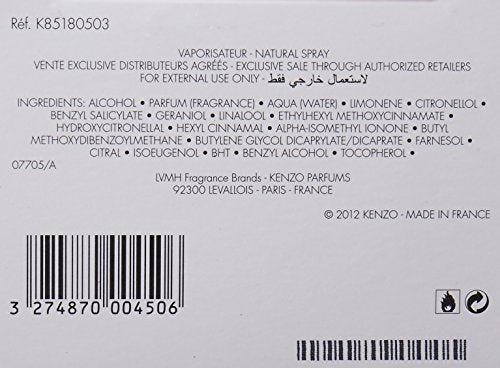 Réf. K85180503
VAPORISATEUR - NATURAL SPRAY
VENTE EXCLUSIVE DISTRIBUTEURS AGRÉÉS - EXCLUSIVE SALE THROUGH AUTHORIZED RETAILERS
FOR EXTERNAL USE ONLY - لاستعمال خارجي فقط
INGREDIENTS: ALCOHOL • PARFUM (FRAGRANCE) • AQUA (WATER) • LIMONENE • CITRONELLOL •
BENZYL SALICYLATE • GERANIOL • LINALOOL • ETHYLHEXYL METHOXYCINNAMATE •
HYDROXYCITRONELLAL • HEXYL CINNAMAL • ALPHA-ISOMETHYL IONONE • BUTYL
METHOXYDIBENZOYLMETHANE • BUTYLENE GLYCOL DICAPRYLATE/DICAPRATE • FARNESOL •
CITRAL • ISOEUGENOL • BHT • BENZYL ALCOHOL • TOCOPHEROL •
07705/A
LVMH Fragrance Brands - KENZO PARFUMS
92300 LEVALLOIS - PARIS - FRANCE
© 2012 KENZO - MADE IN FRANCE
3 274870 004506